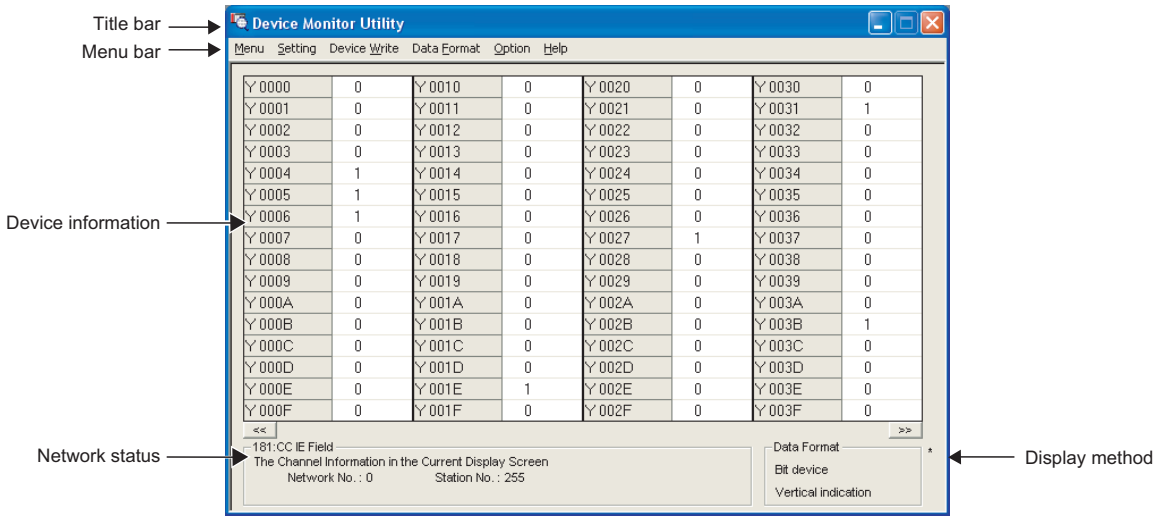 Title bar
Device Monitor Utility
Menu bar
Menu Setting Device Write Data Format Option Help
Y 0000 0 Y 0010 0 Y 0020 0 Y 0030 0
Y 0001 0 Y 0011 0 Y 0021 0 Y 0031 1
Y 0002 0 Y 0012 0 Y 0022 0 Y 0032 0
Y 0003 0 Y 0013 0 Y 0023 0 Y 0033 0
Y 0004 1 Y 0014 0 Y 0024 0 Y 0034 0
Y 0005 1 Y 0015 0 Y 0025 0 Y 0035 0
Device information
Y 0006 1 Y 0016 0 Y 0026 0 Y 0036 0
Y 0007 0 Y 0017 0 Y 0027 1 Y 0037 0
Y 0008 0 Y 0018 0 Y 0028 0 Y 0038 0
Y 0009 0 Y 0019 0 Y 0029 0 Y 0039 0
Y 000A 0 Y 001A 0 Y 002A 0 Y 003A 0
Y 000B 0 Y 001B 0 Y 002B 0 Y 003B 1
Y 000C 0 Y 001C 0 Y 002C 0 Y 003C 0
Y 000D 0 Y 001D 0 Y 002D 0 Y 003D 0
Y 000E 0 Y 001E 1 Y 002E 0 Y 003E 0
Y 000F 0 Y 001F 0 Y 002F 0 Y 003F 0
<< >>
Network status
181:CC IE Field
The Channel Information in the Current Display Screen
Network No. : 0 Station No. : 255
Data Format *
Bit device
Vertical indication
Display method